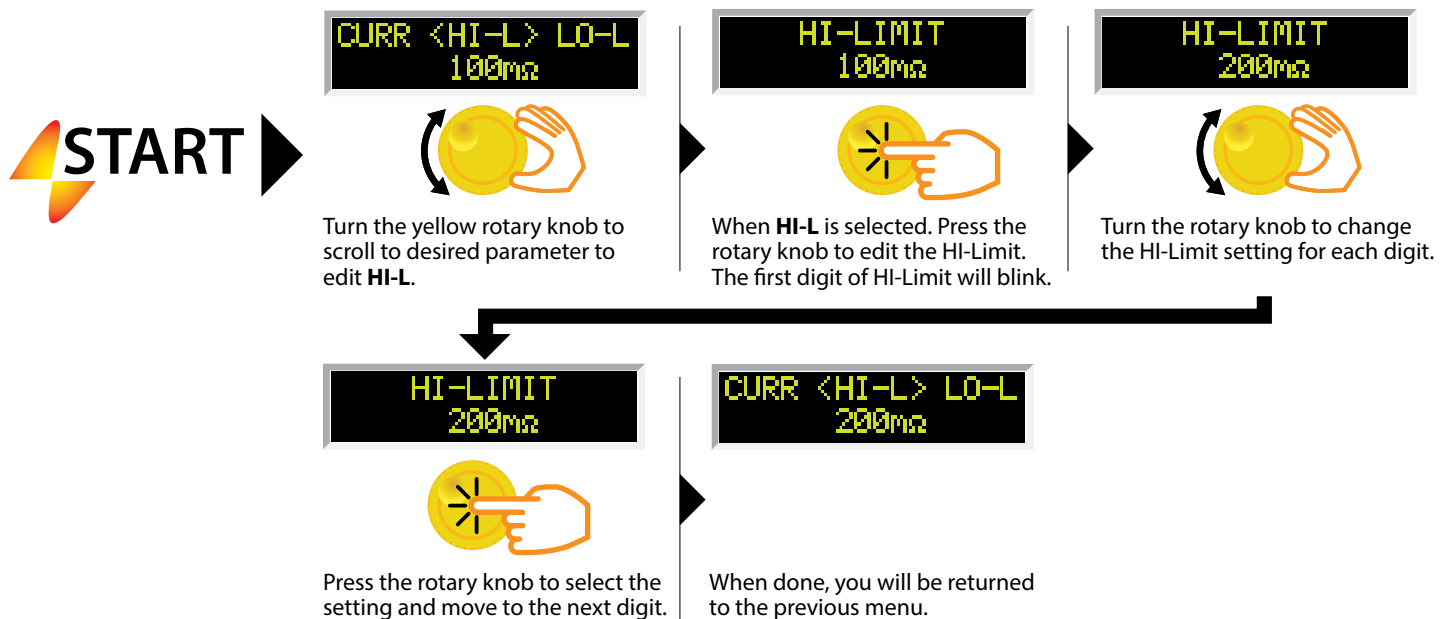 START
CURR <HI-L> LO-L
100mΩ
Turn the yellow rotary knob to
scroll to desired parameter to
edit HI-L.
HI-LIMIT
100mΩ
When HI-L is selected. Press the
rotary knob to edit the HI-Limit.
The first digit of HI-Limit will blink.
HI-LIMIT
200mΩ
Turn the rotary knob to change
the HI-Limit setting for each digit.
HI-LIMIT
200mΩ
Press the rotary knob to select the
setting and move to the next digit.
CURR <HI-L> LO-L
200mΩ
When done, you will be returned
to the previous menu.